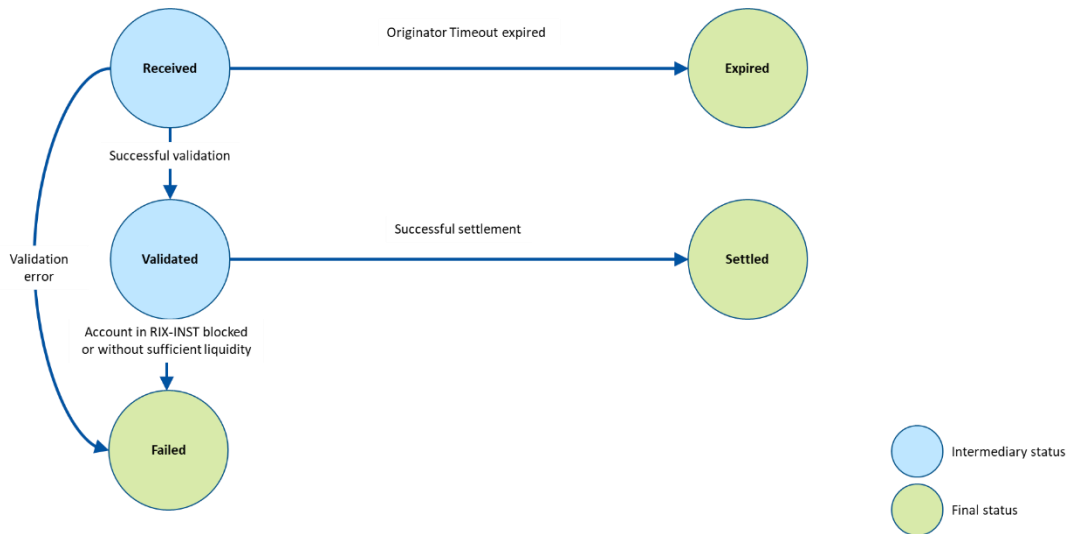 Originator Timeout expired
Received
Expired
Successful validation
Successful settlement
Validation
error
Validated
Settled
Account in RIX-INST blocked
or without sufficient liquidity
Failed
Intermediary status
Final status